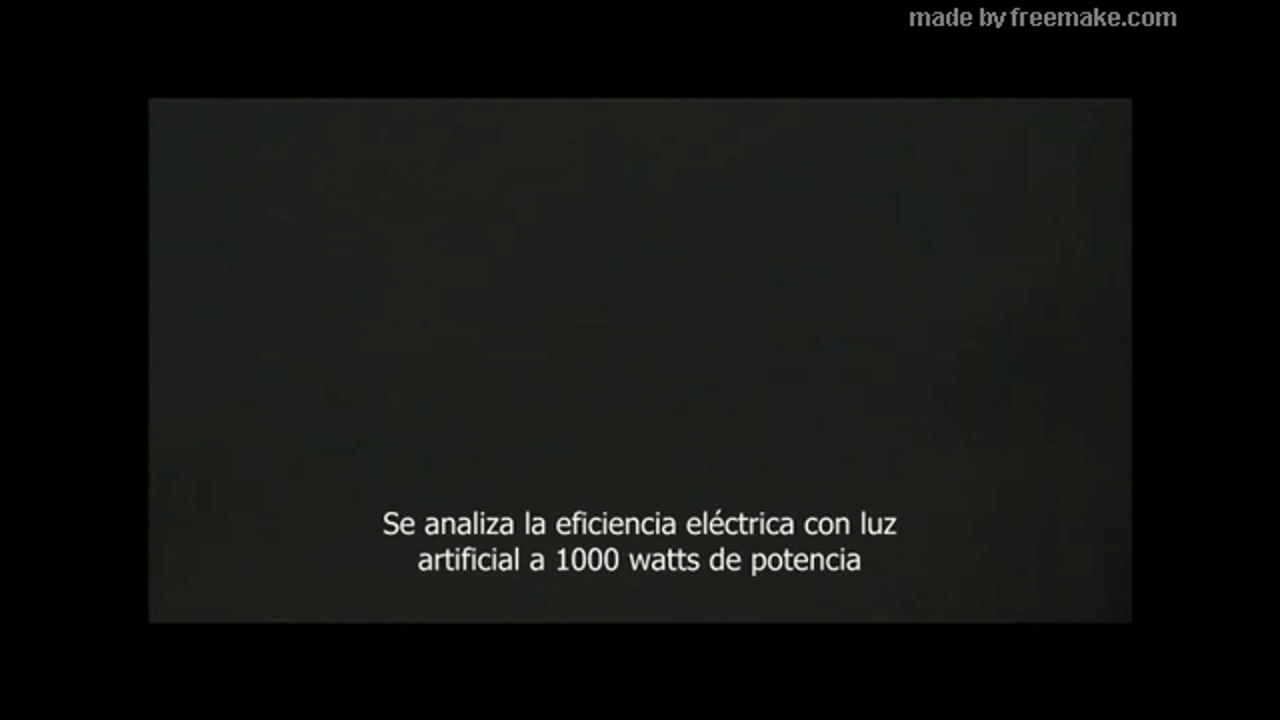 made by freemake.com
Se analiza la eficiencia eléctrica con luz
artificial a 1000 watts de potencia